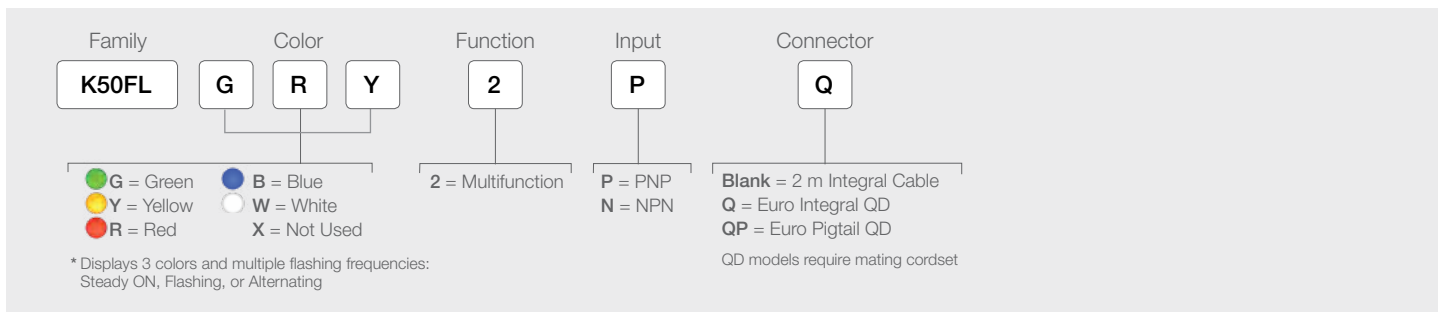 Family Color Function Input Connector
K50FL G R Y 2 P Q
G = Green B = Blue 2 = Multifunction P = PNP Blank = 2 m Integral Cable
Y = Yellow W = White N = NPN Q = Euro Integral QD
R = Red X = Not Used QP = Euro Pigtail QD
* Displays 3 colors and multiple flashing frequencies:
Steady ON, Flashing, or Alternating
QD models require mating cordset